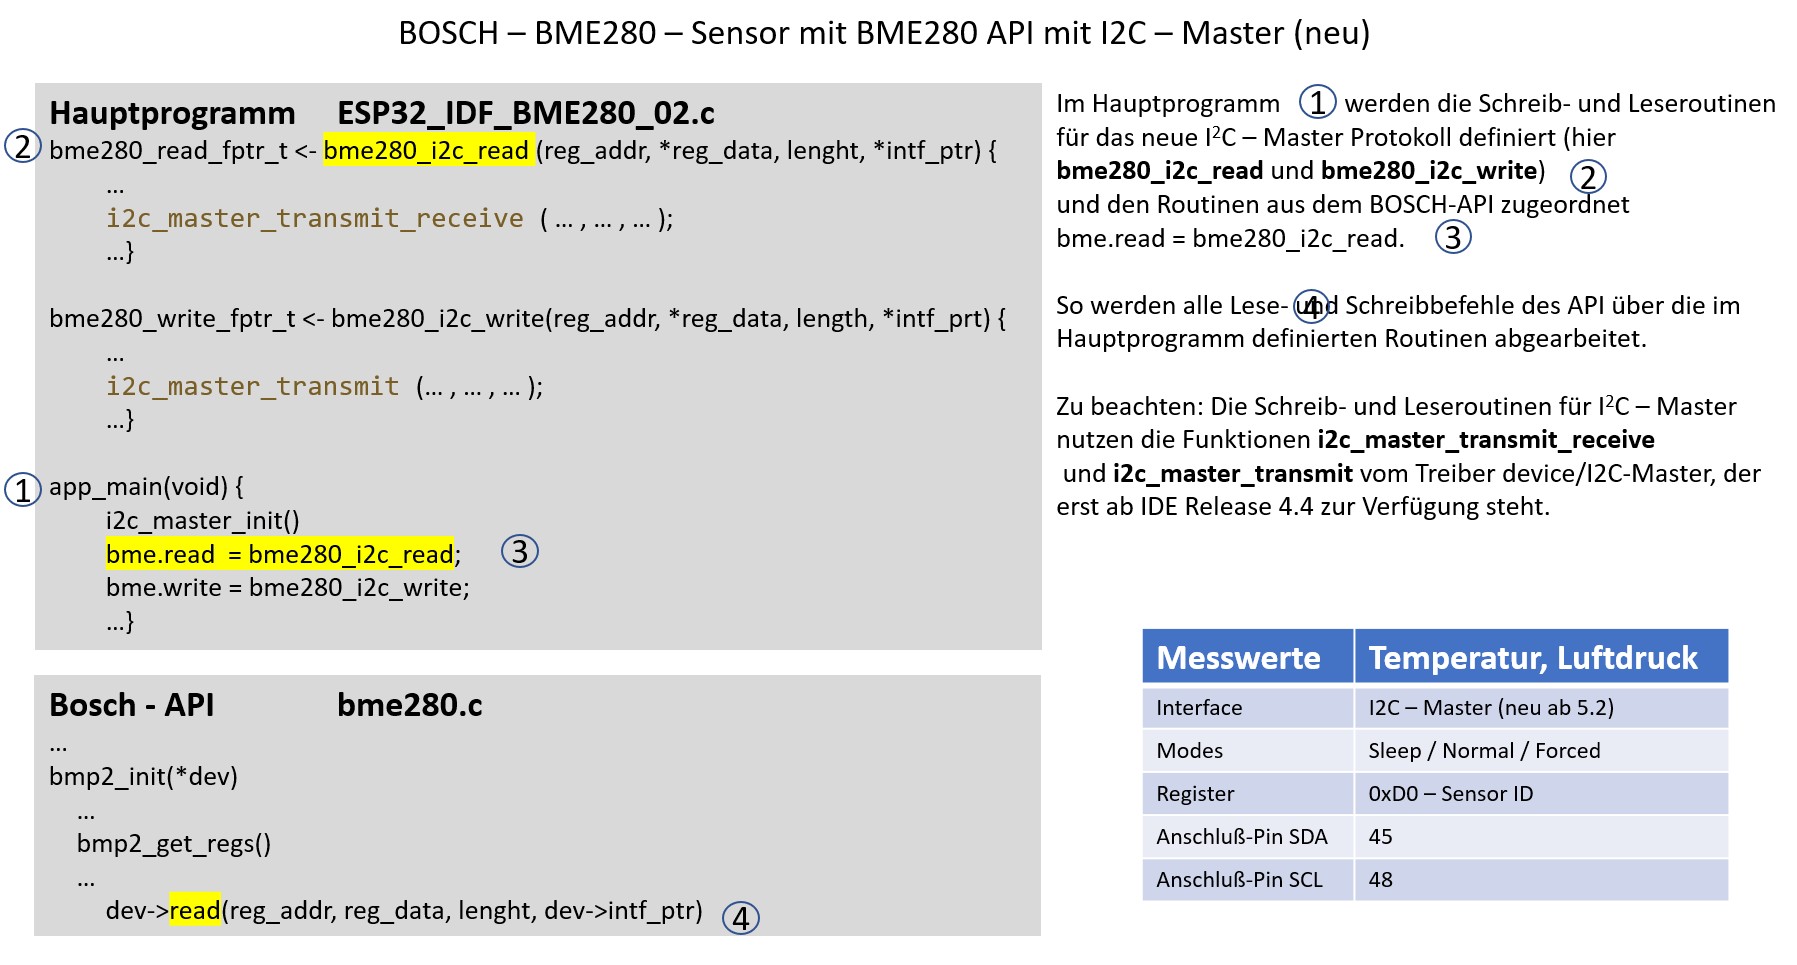 BOSCH – BME280 – Sensor mit BME280 API mit I2C – Master (neu)
Hauptprogramm ESP32_IDF_BME280_02.c
2 bme280_read_fptr_t <- bme280_i2c_read (reg_addr, *reg_data, lenght, *intf_ptr) {
...
i2c_master_transmit_receive ( ... , ... , ... );
...}
bme280_write_fptr_t <- bme280_i2c_write(reg_addr, *reg_data, length, *intf_prt) {
...
i2c_master_transmit (... , ... , ... );
...}
1 app_main(void) {
i2c_master_init()
bme.read = bme280_i2c_read; 3
bme.write = bme280_i2c_write;
...}
Bosch - API bme280.c
...
bmp2_init(*dev)
...
bmp2_get_regs()
...
dev->read(reg_addr, reg_data, lenght, dev->intf_ptr) 4
Im Hauptprogramm 1 werden die Schreib- und Leseroutinen
für das neue I²C – Master Protokoll definiert (hier
bme280_i2c_read und bme280_i2c_write) 2
und den Routinen aus dem BOSCH-API zugeordnet
bme.read = bme280_i2c_read. 3
So werden alle Lese- und 4 Schreibbefehle des API über die im
Hauptprogramm definierten Routinen abgearbeitet.
Zu beachten: Die Schreib- und Leseroutinen für I²C – Master
nutzen die Funktionen i2c_master_transmit_receive
und i2c_master_transmit vom Treiber device/I2C-Master, der
erst ab IDE Release 4.4 zur Verfügung steht.
Messwerte Temperatur, Luftdruck
Interface I2C – Master (neu ab 5.2)
Modes Sleep / Normal / Forced
Register 0xD0 – Sensor ID
Anschluß-Pin SDA 45
Anschluß-Pin SCL 48